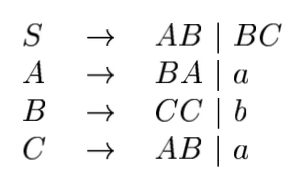 S → AB | BC
A → BA | a
B → CC | b
C → AB | a